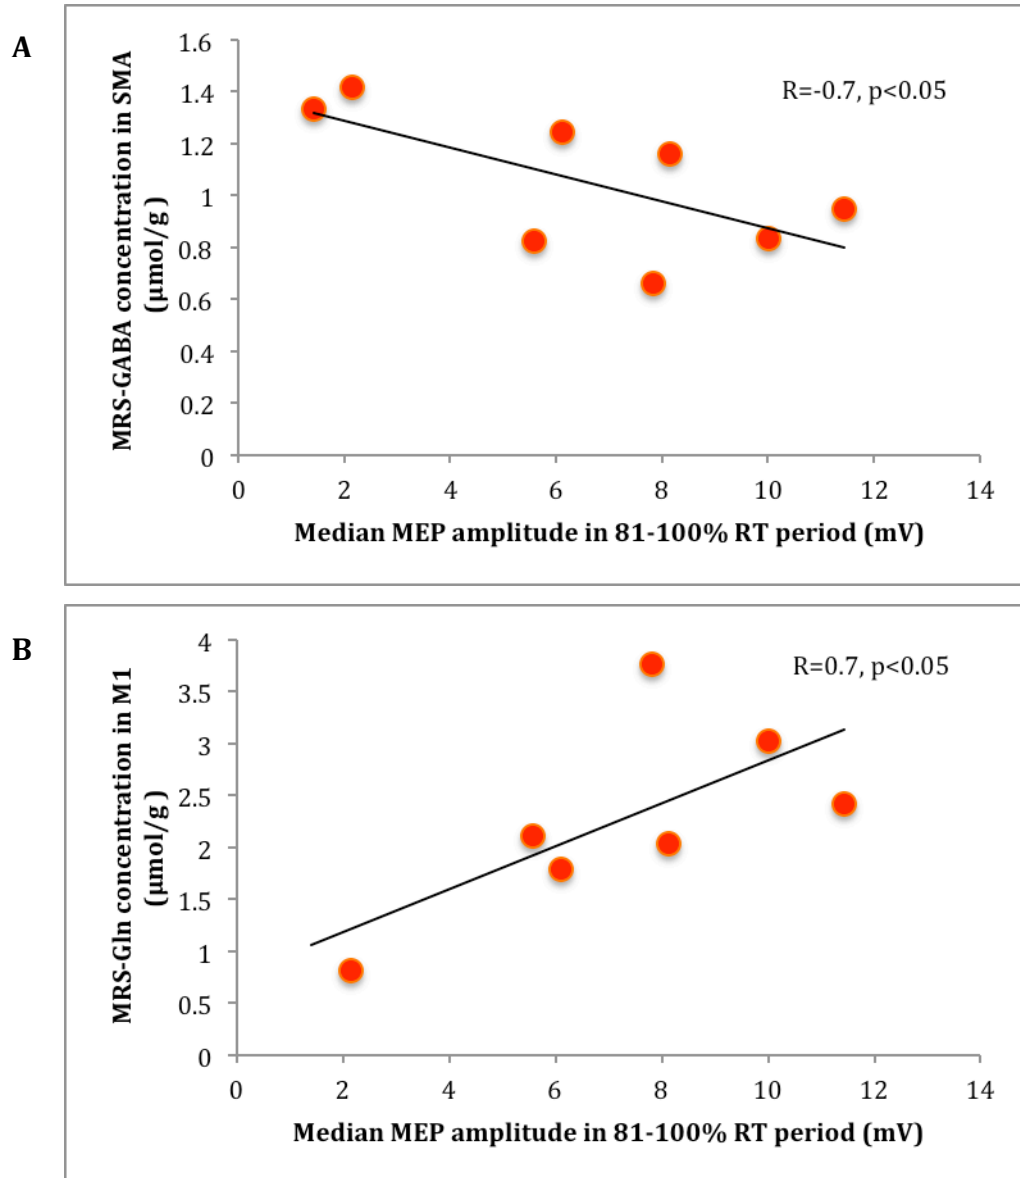 A
MRS-GABA concentration in SMA
(μmol/g )
1.6
1.4
1.2
1
0.8
0.6
0.4
0.2
0
R=-0.7, p<0.05
0 2 4 6 8 10 12 14
Median MEP amplitude in 81-100% RT period (mV)
B
MRS-Gln concentration in M1
(μmol/g )
4
3.5
3
2.5
2
1.5
1
0.5
0
R=0.7, p<0.05
0 2 4 6 8 10 12 14
Median MEP amplitude in 81-100% RT period (mV)